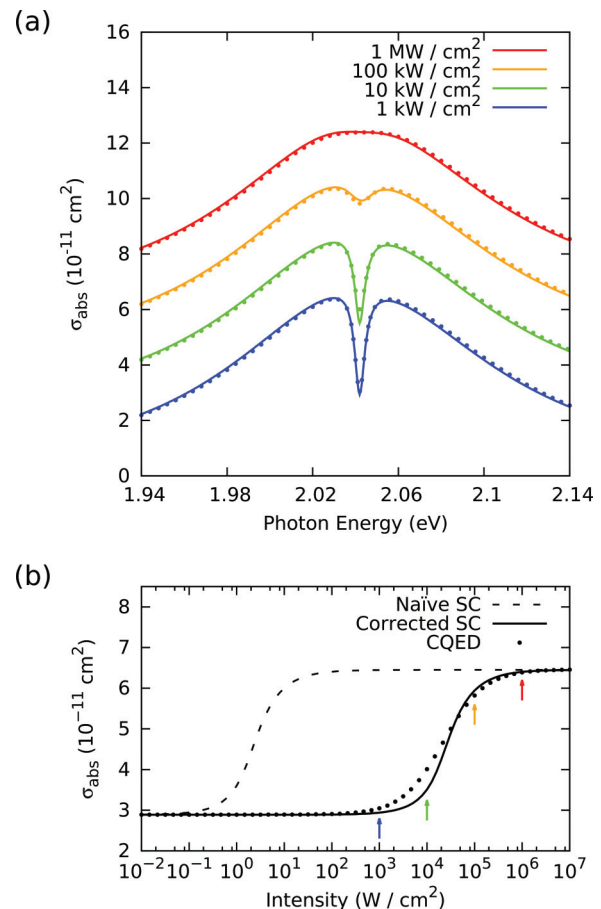 (a)
1 MW / cm²
100 kW / cm²
10 kW / cm²
1 kW / cm²
16
14
12
10
8
6
4
2
0
σabs (10⁻¹¹ cm²)
1.94 1.98 2.02 2.06 2.1 2.14
Photon Energy (eV)
(b)
Naïve SC
Corrected SC
CQED
8
7
6
5
4
3
2
σabs (10⁻¹¹ cm²)
10⁻² 10⁻¹ 10⁰ 10¹ 10² 10³ 10⁴ 10⁵ 10⁶ 10⁷
Intensity (W / cm²)